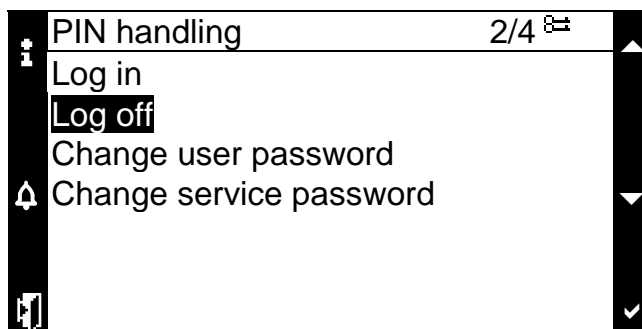 PIN handling 2/4
Log in
Log off
Change user password
Change service password